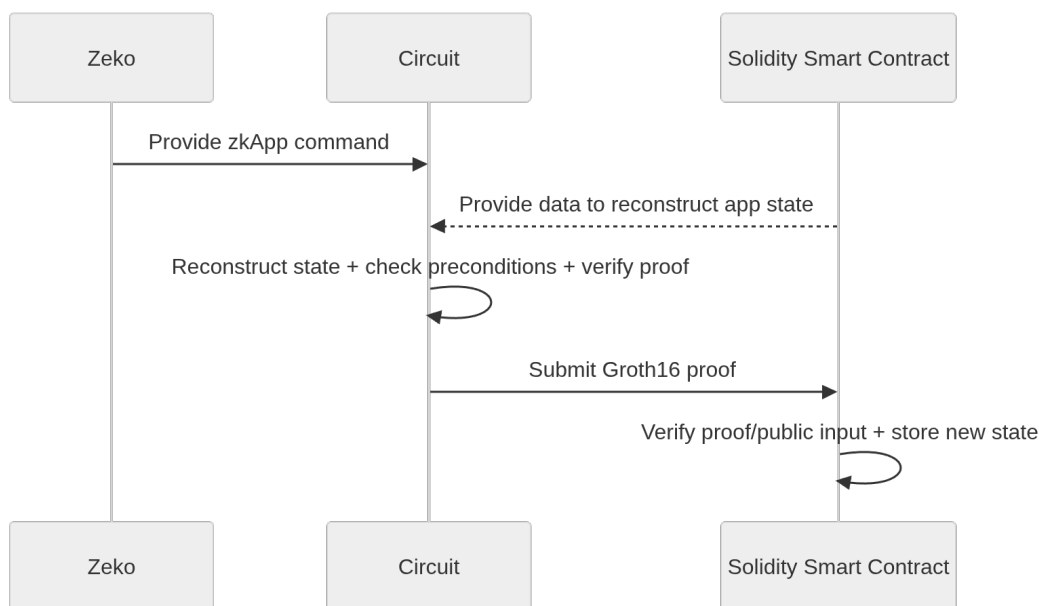 Zeko
Circuit
Solidity Smart Contract
Provide zkApp command
Provide data to reconstruct app state
Reconstruct state + check preconditions + verify proof
Submit Groth16 proof
Verify proof/public input + store new state
Zeko
Circuit
Solidity Smart Contract